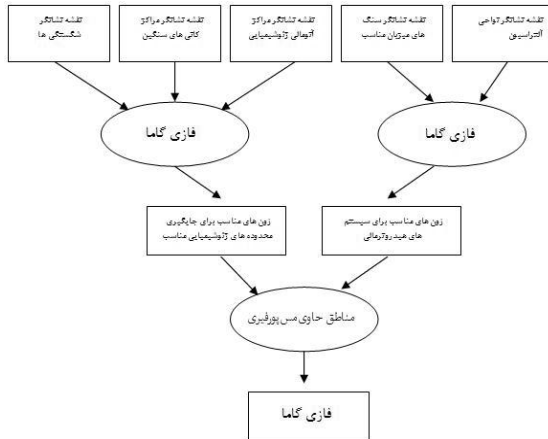 نقشه نشانگر نواحی
آلتراسیون
نقشه نشانگر سنگ
های میزبان مناسب
نقشه نشانگر مراکز
آنومالی ژئوشیمیایی
نقشه نشانگر مراکز
کانی های سنگین
نقشه نشانگر
شکستگی ها
فازی گاما
فازی گاما
زون های مناسب برای سیستم
های هیدروترمالی
زون های مناسب برای جایگیری
محدوده های ژئوشیمیایی مناسب
مناطق حاوی مس پورفیری
فازی گاما